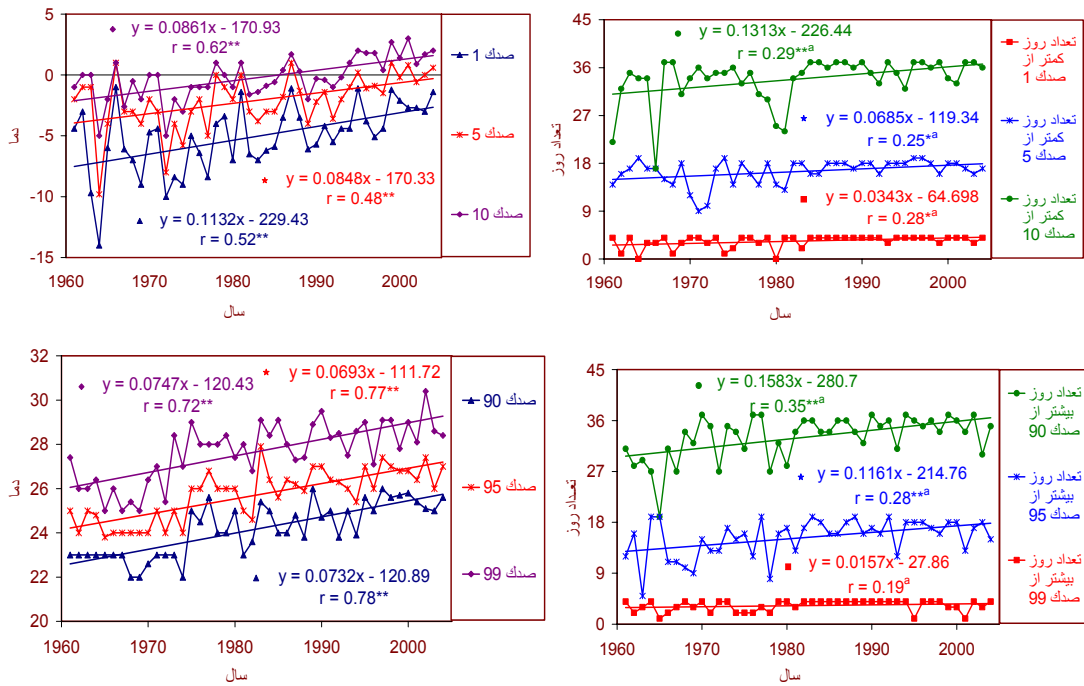 5
0
-5
-10
-15
1960
1970
1980
1990
2000
دما
سال
y = 0.0861x - 170.93
r = 0.62**
y = 0.0848x - 170.33
r = 0.48**
y = 0.1132x - 229.43
r = 0.52**
صدك 1
صدك 5
صدك 10
45
36
27
18
9
0
1960
1970
1980
1990
2000
تعداد روز
سال
y = 0.1313x - 226.44
r = 0.29**a
y = 0.0685x - 119.34
r = 0.25*a
y = 0.0343x - 64.698
r = 0.28*a
تعداد روز
كمتر از
صدك 1
تعداد روز
كمتر از
صدك 5
تعداد روز
كمتر از
صدك 10
32
30
28
26
24
22
20
1960
1970
1980
1990
2000
دما
سال
y = 0.0747x - 120.43
r = 0.72**
y = 0.0693x - 111.72
r = 0.77**
y = 0.0732x - 120.89
r = 0.78**
صدك 90
صدك 95
صدك 99
45
36
27
18
9
0
1960
1970
1980
1990
2000
تعداد روز
سال
y = 0.1583x - 280.7
r = 0.35**a
y = 0.1161x - 214.76
r = 0.28**a
y = 0.0157x - 27.86
r = 0.19a
تعداد روز
بيشتر از
صدك 90
تعداد روز
بيشتر از
صدك 95
تعداد روز
بيشتر از
صدك 99